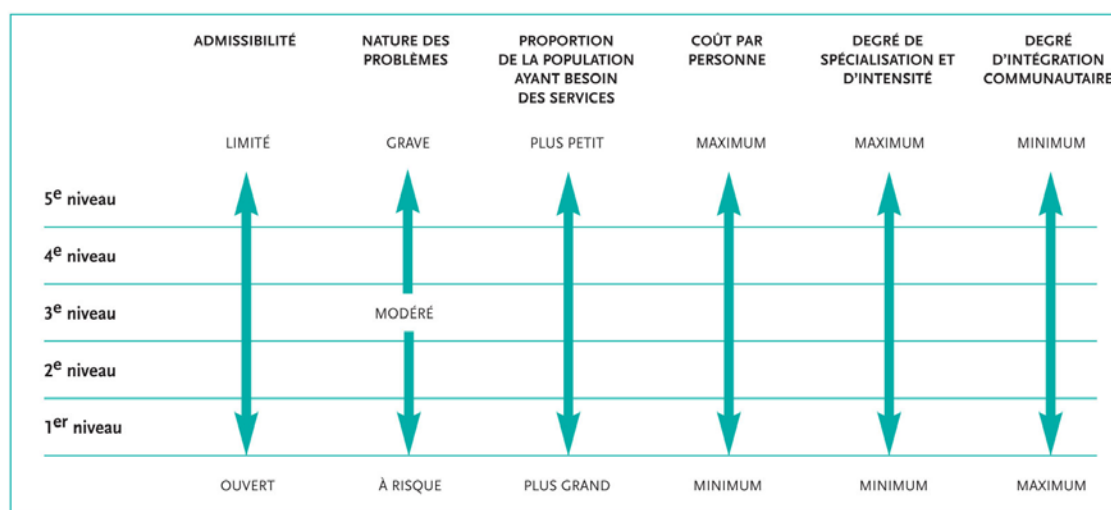 ADMISSIBILITÉ
NATURE DES
PROBLÈMES
PROPORTION
DE LA POPULATION
AYANT BESOIN
DES SERVICES
COÛT PAR
PERSONNE
DEGRÉ DE
SPÉCIALISATION ET
D'INTENSITÉ
DEGRÉ
D'INTÉGRATION
COMMUNAUTAIRE
LIMITÉ
GRAVE
PLUS PETIT
MAXIMUM
MAXIMUM
MINIMUM
5e niveau
4e niveau
3e niveau
MODÉRÉ
2e niveau
1er niveau
OUVERT
À RISQUE
PLUS GRAND
MINIMUM
MINIMUM
MAXIMUM